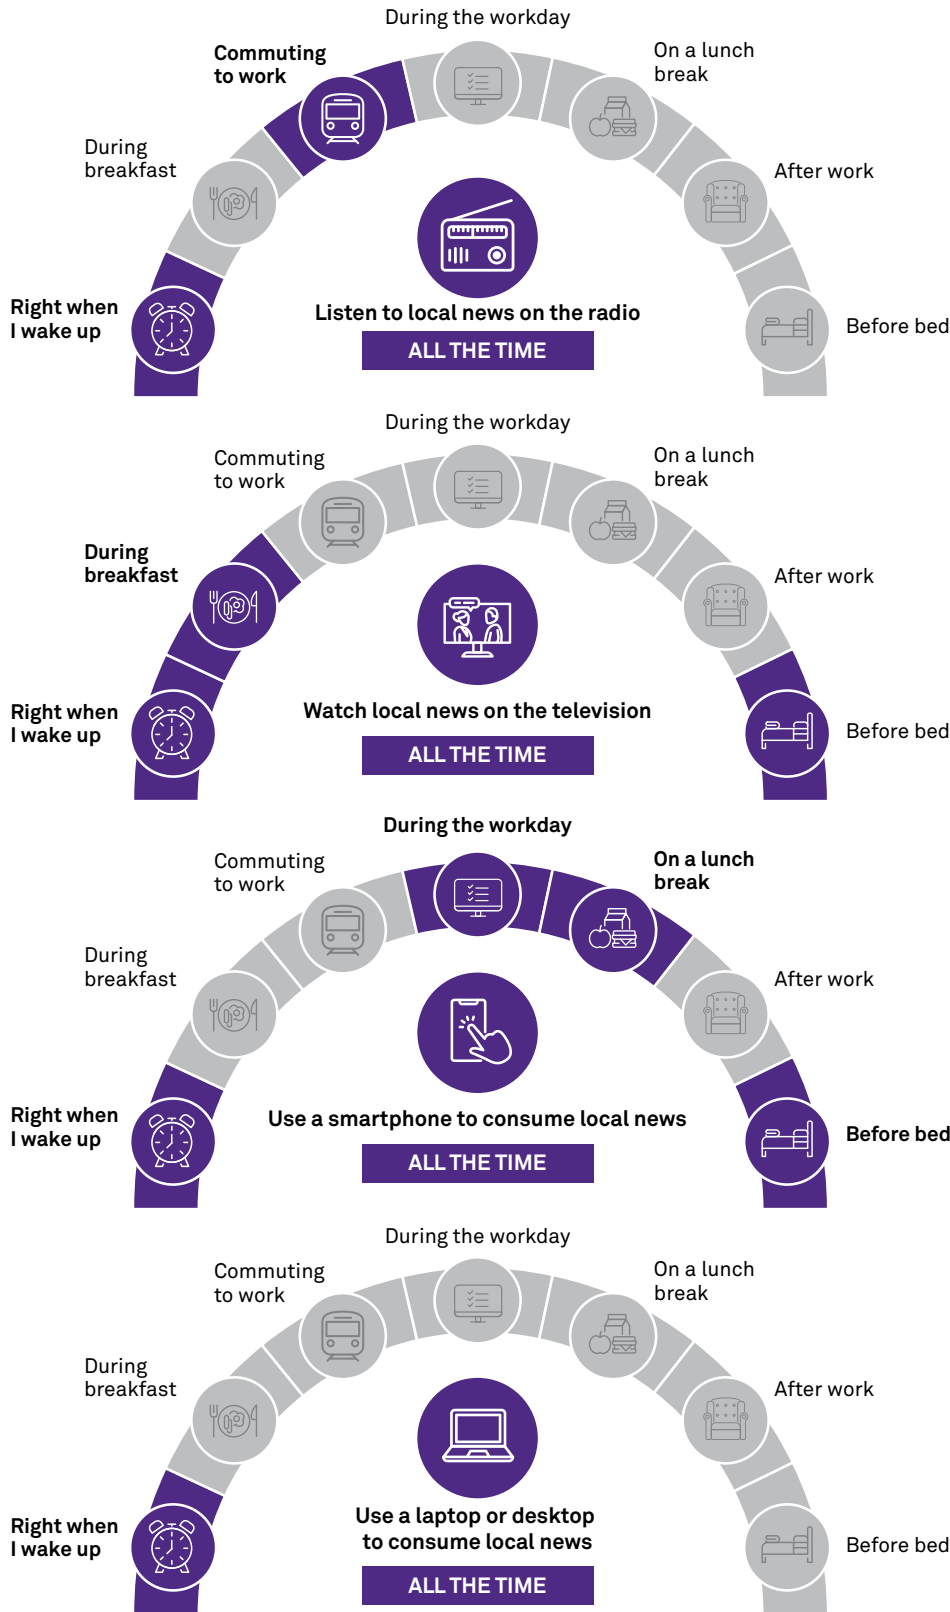 During the workday
Commuting
to work
On a lunch
break
During
breakfast
After work
Right when
I wake up
Listen to local news on the radio
Before bed
ALL THE TIME
During the workday
Commuting
to work
On a lunch
break
During
breakfast
After work
Right when
I wake up
Watch local news on the television
Before bed
ALL THE TIME
During the workday
Commuting
to work
On a lunch
break
During
breakfast
After work
Right when
I wake up
Use a smartphone to consume local news
Before bed
ALL THE TIME
During the workday
Commuting
to work
On a lunch
break
During
breakfast
After work
Right when
I wake up
Use a laptop or desktop
to consume local news
Before bed
ALL THE TIME